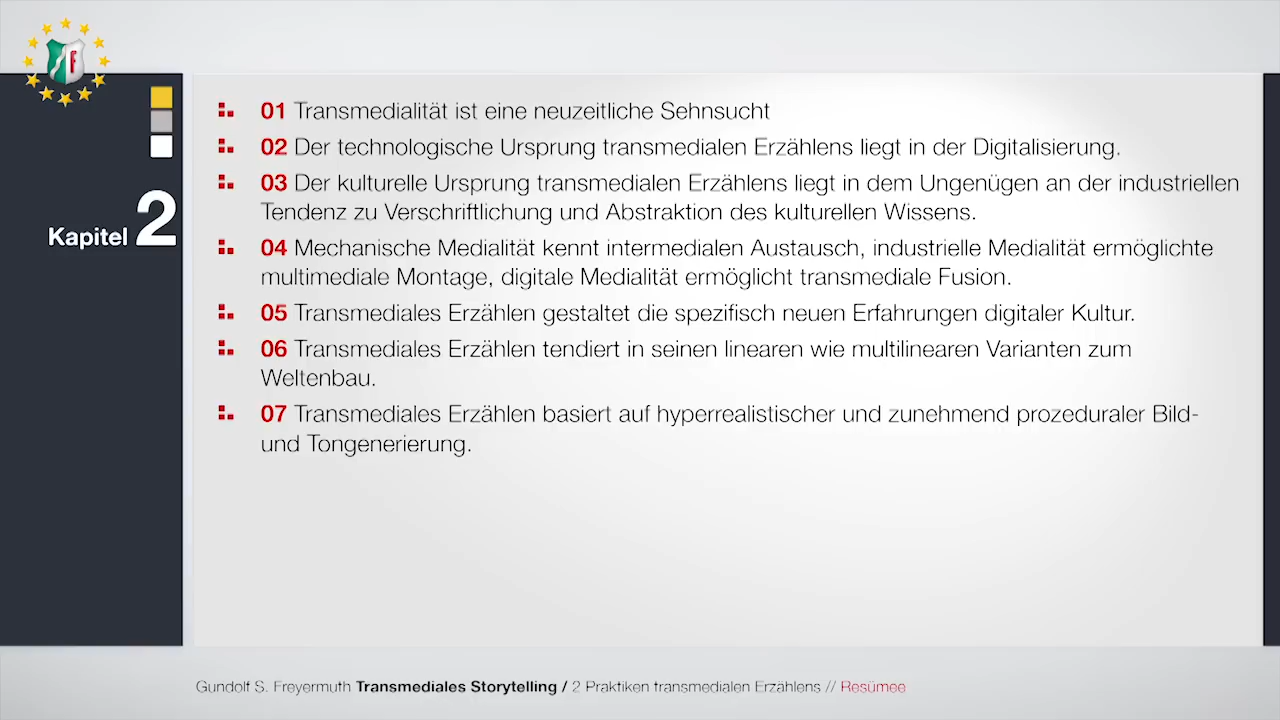 F
Kapitel 2
01 Transmedialität ist eine neuzeitliche Sehnsucht
02 Der technologische Ursprung transmedialen Erzählens liegt in der Digitalisierung.
03 Der kulturelle Ursprung transmedialen Erzählens liegt in dem Ungenügen an der industriellen
Tendenz zu Verschriftlichung und Abstraktion des kulturellen Wissens.
04 Mechanische Medialität kennt intermedialen Austausch, industrielle Medialität ermöglichte
multimediale Montage, digitale Medialität ermöglicht transmediale Fusion.
05 Transmediales Erzählen gestaltet die spezifisch neuen Erfahrungen digitaler Kultur.
06 Transmediales Erzählen tendiert in seinen linearen wie multilinearen Varianten zum
Weltenbau.
07 Transmediales Erzählen basiert auf hyperrealistischer und zunehmend prozeduraler Bild-
und Tongenerierung.
Gundolf S. Freyermuth Transmediales Storytelling / 2 Praktiken transmedialen Erzählens // Resümee